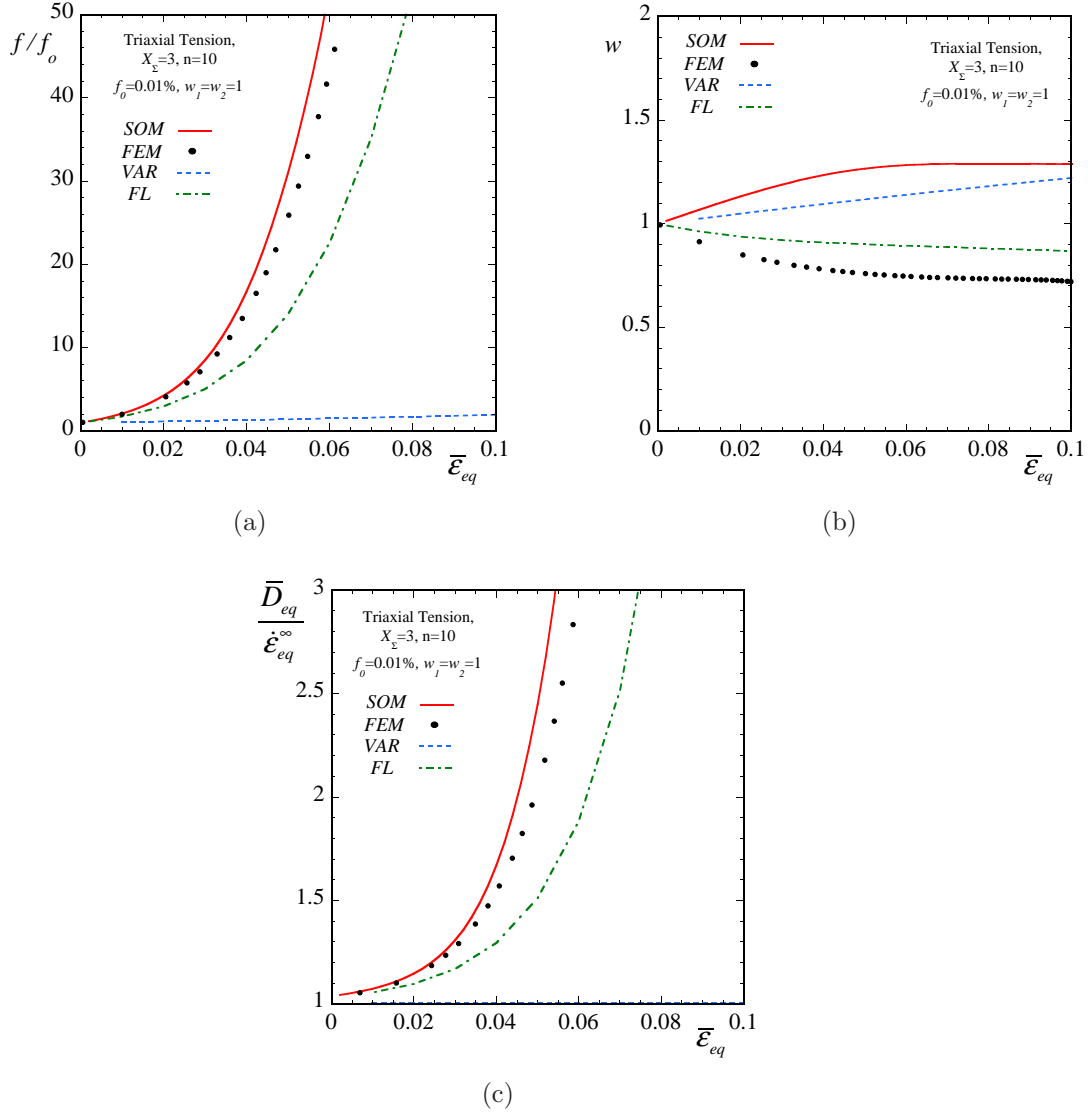 50
40
30
20
10
0
f/f_o
Triaxial Tension,
X_Σ=3, n=10
f_0=0.01%, w_1=w_2=1
SOM
FEM
VAR
FL
0 0.02 0.04 0.06 0.08 0.1
ε̅_eq
(a)
2
1.5
1
0.5
0
w
SOM
FEM
VAR
FL
Triaxial Tension,
X_Σ=3, n=10
f_0=0.01%, w_1=w_2=1
0 0.02 0.04 0.06 0.08 0.1
ε̅_eq
(b)
3
2.5
2
1.5
1
D̅_eq
ε̇_eq^∞
Triaxial Tension,
X_Σ=3, n=10
f_0=0.01%, w_1=w_2=1
SOM
FEM
VAR
FL
0 0.02 0.04 0.06 0.08 0.1
ε̅_eq
(c)